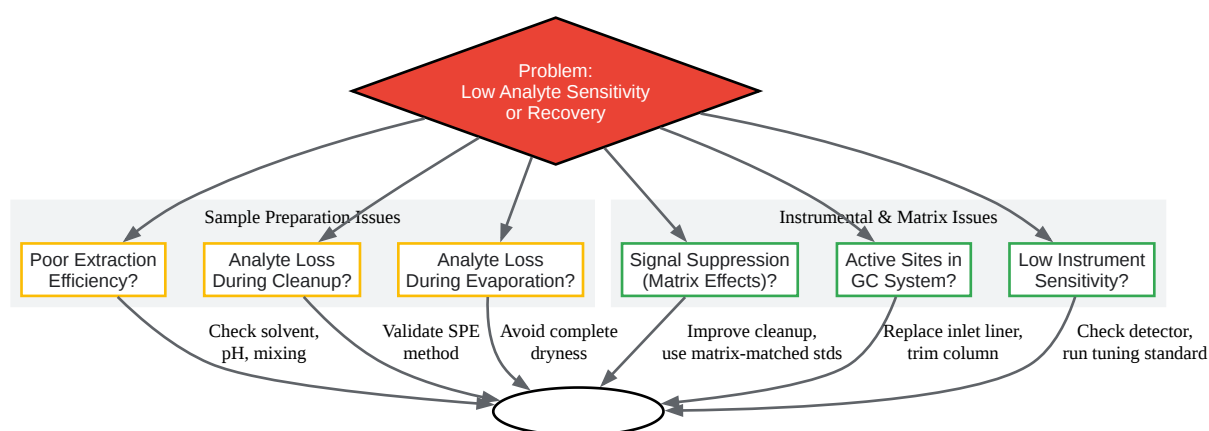 Problem:
Low Analyte Sensitivity
or Recovery
Sample Preparation Issues
Instrumental & Matrix Issues
Poor Extraction
Efficiency?
Analyte Loss
During Cleanup?
Analyte Loss
During Evaporation?
Signal Suppression
(Matrix Effects)?
Active Sites in
GC System?
Low Instrument
Sensitivity?
Check solvent,
pH, mixing
Validate SPE
method
Avoid complete
dryness
Improve cleanup,
use matrix-matched stds
Replace inlet liner,
trim column
Check detector,
run tuning standard